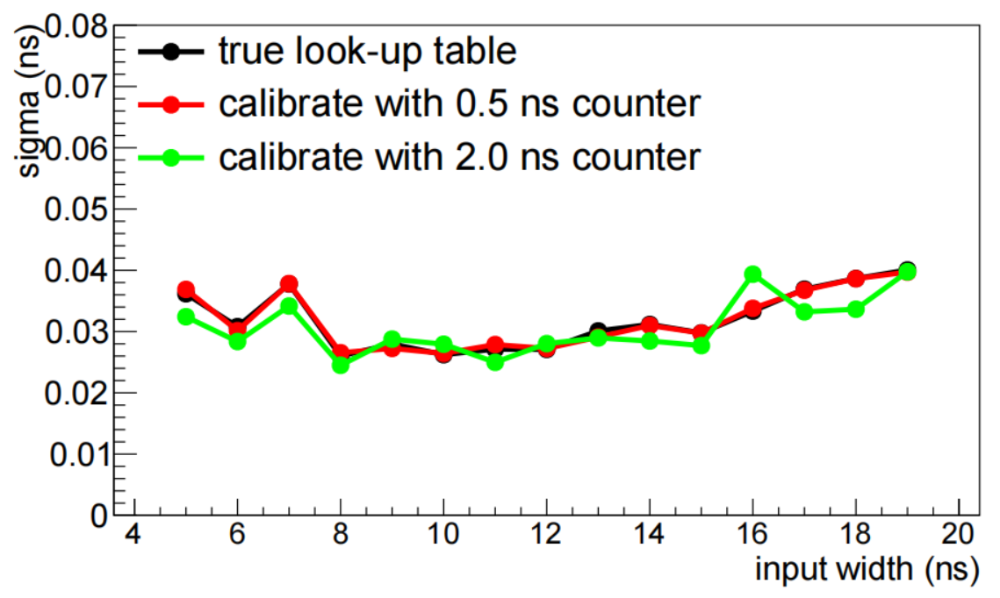 0.08
0.07
0.06
0.05
0.04
0.03
0.02
0.01
0
sigma (ns)
true look-up table
calibrate with 0.5 ns counter
calibrate with 2.0 ns counter
4 6 8 10 12 14 16 18 20
input width (ns)